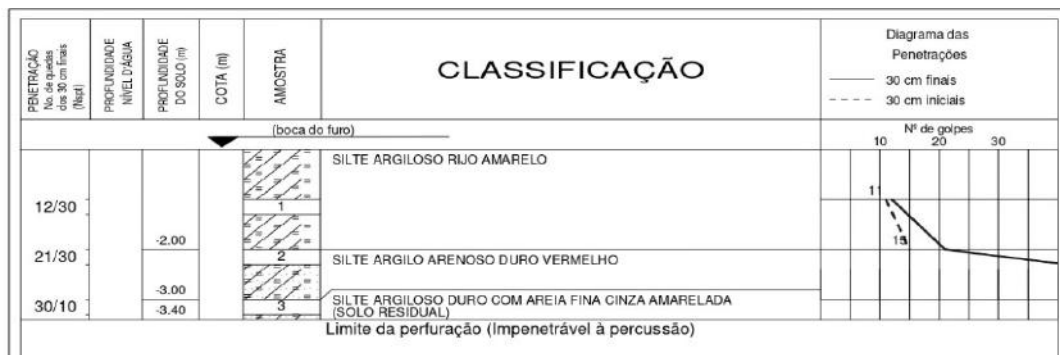 PENETRAÇÃO
No. de quedas
dos 30 cm finais
(Nspt)
PROFUNDIDADE
NÍVEL D'ÁGUA
PROFUNDIDADE
DO SOLO (m)
COTA (m)
AMOSTRA
CLASSIFICAÇÃO
Diagrama das
Penetrações
30 cm finais
30 cm iniciais
(boca do furo)
Nº de golpes
10 20 30
SILTE ARGILOSO RIJO AMARELO
11
12/30
1
15
-2.00
21/30
2
SILTE ARGILO ARENOSO DURO VERMELHO
-3.00
30/10
-3.40
3
SILTE ARGILOSO DURO COM AREIA FINA CINZA AMARELADA
(SOLO RESIDUAL)
Limite da perfuração (Impenetrável à percussão)